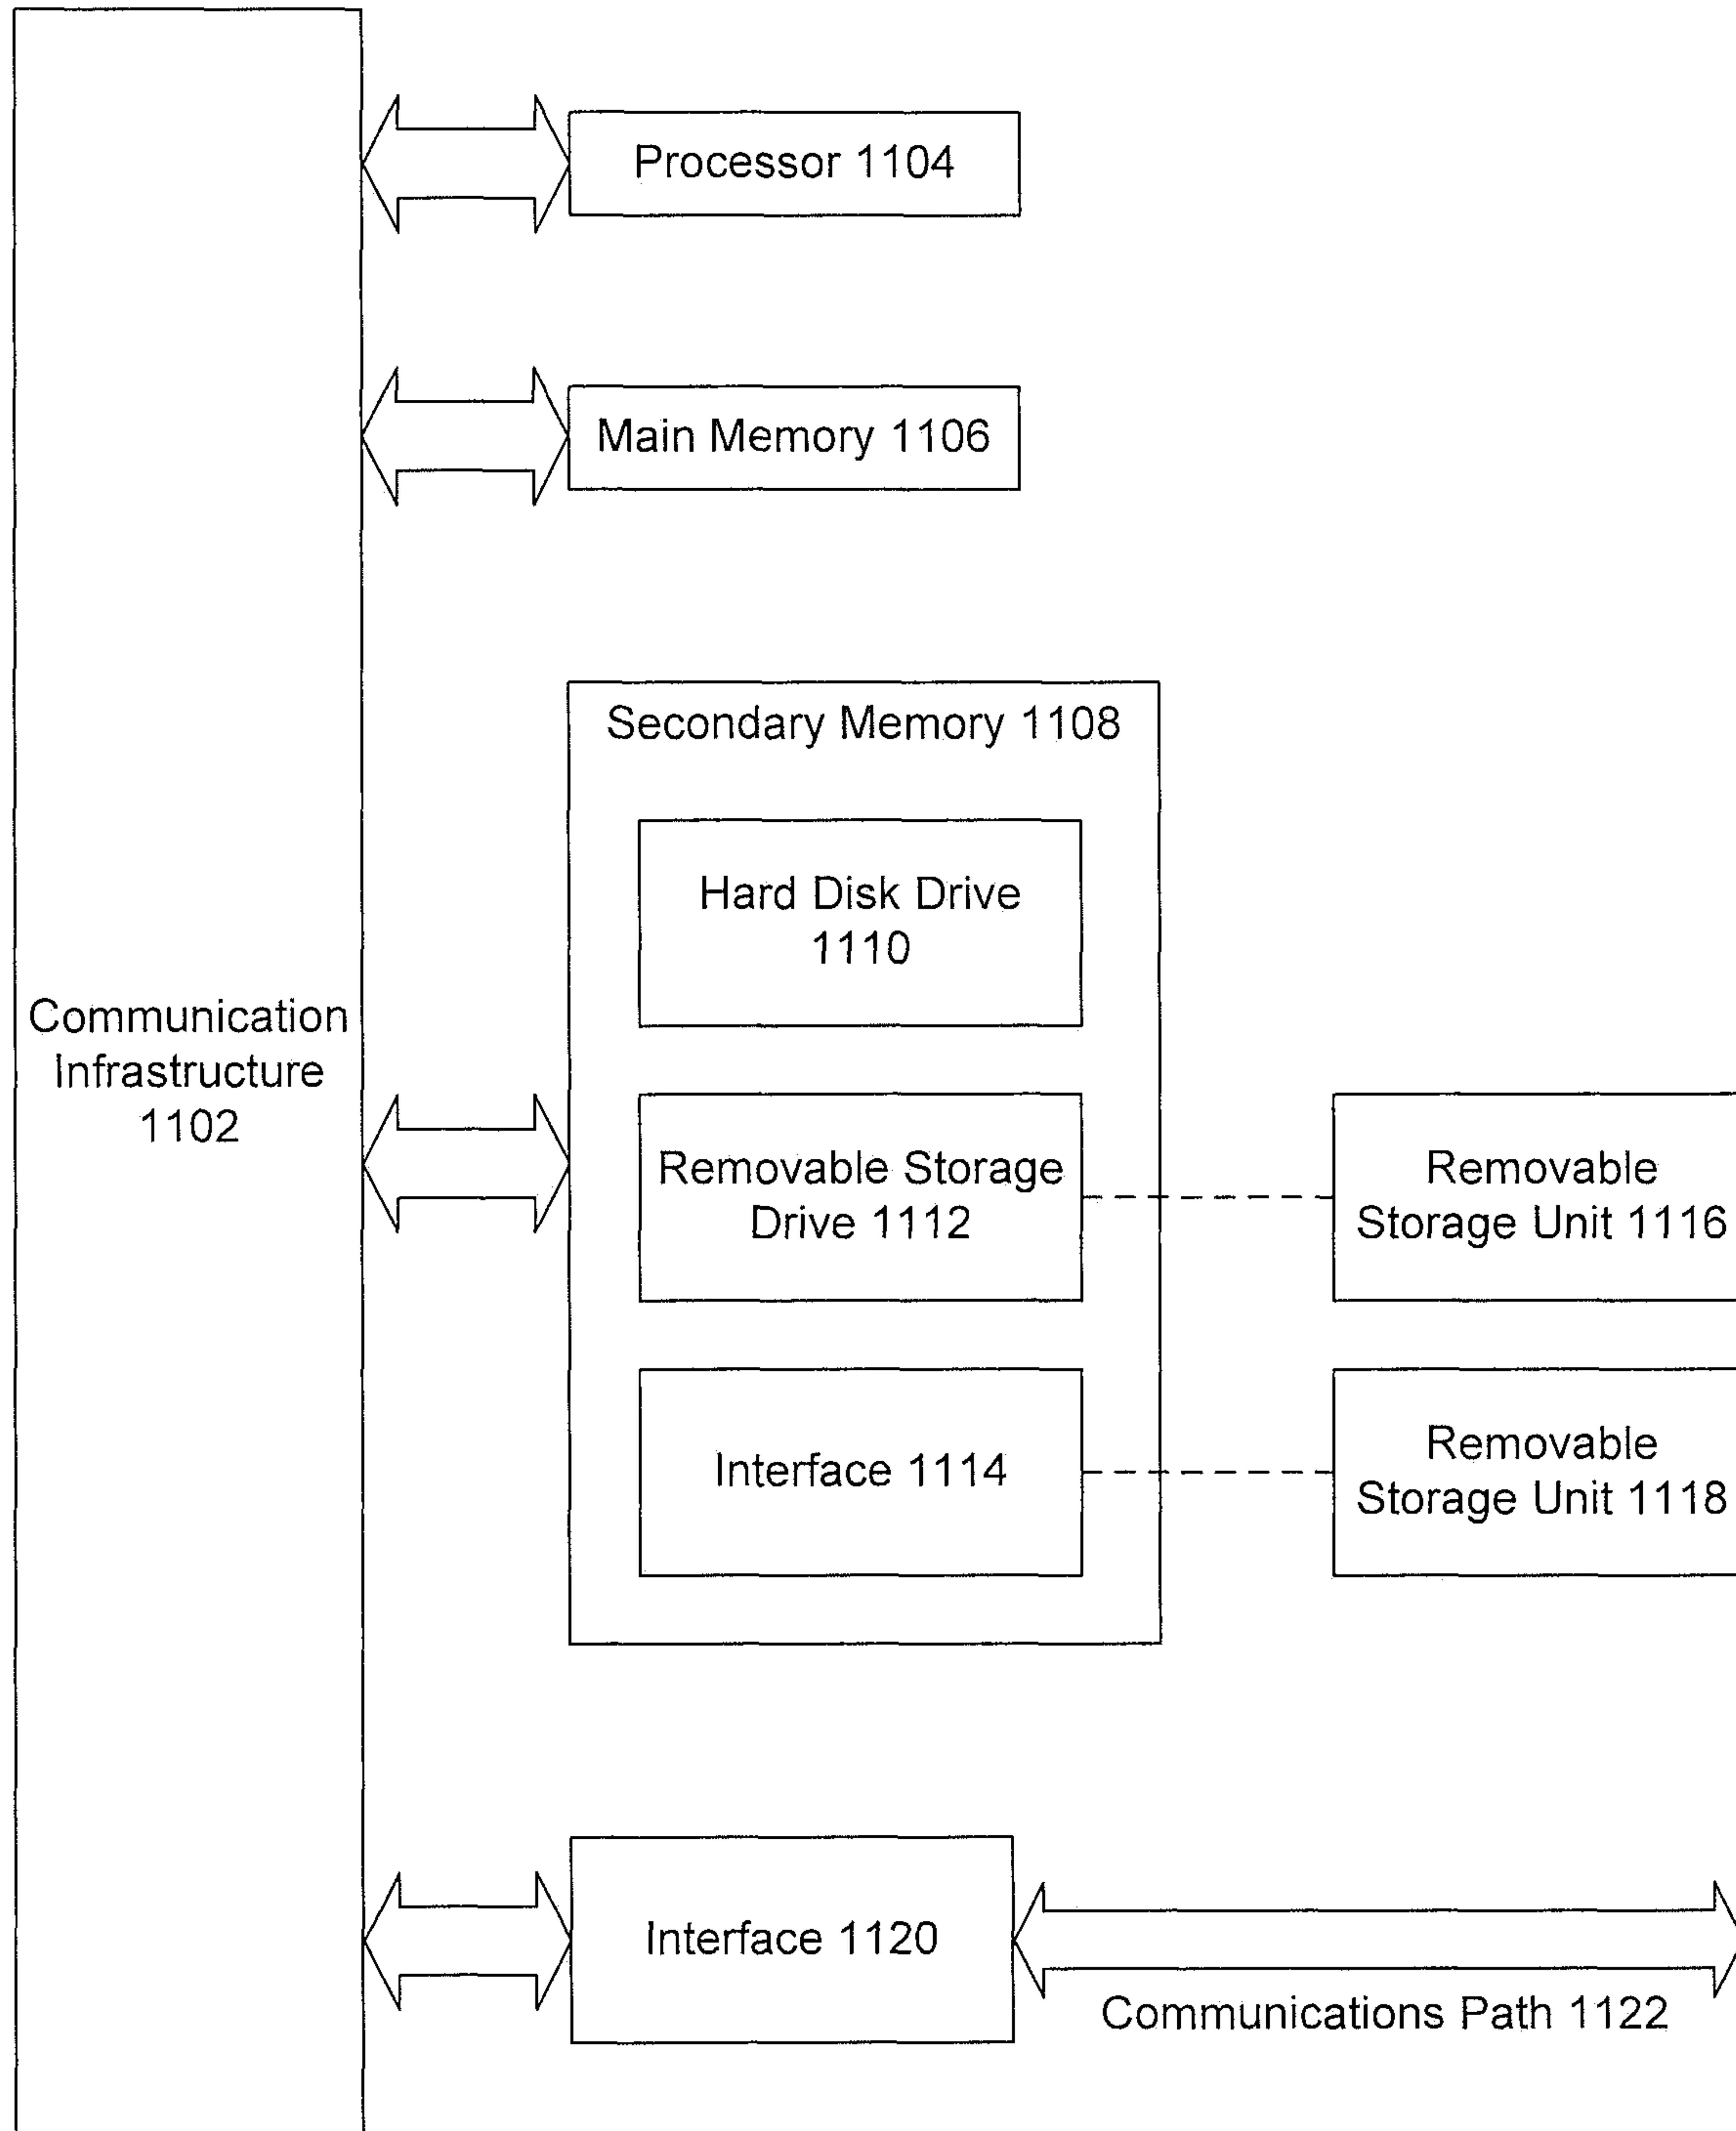 Processor 1104
Main Memory 1106
Secondary Memory 1108
Hard Disk Drive
1110
Communication
Infrastructure
1102
Removable Storage
Drive 1112
Removable
Storage Unit 1116
Interface 1114
Removable
Storage Unit 1118
Interface 1120
Communications Path 1122